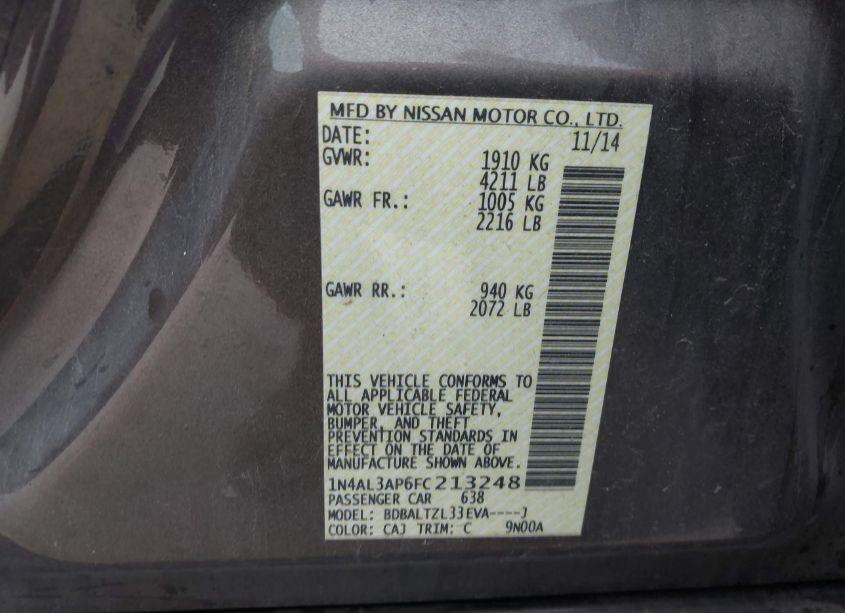 MFD BY NISSAN MOTOR CO., LTD.
DATE: 11/14
GVWR: 1910 KG
4211 LB
GAWR FR.: 1005 KG
2216 LB
GAWR RR.: 940 KG
2072 LB
THIS VEHICLE CONFORMS TO
ALL APPLICABLE FEDERAL
MOTOR VEHICLE SAFETY,
BUMPER, AND THEFT
PREVENTION STANDARDS IN
EFFECT ON THE DATE OF
MANUFACTURE SHOWN ABOVE.
1N4AL3AP6FC213248
PASSENGER CAR 638
MODEL: BDBALTZL33EVA----J
COLOR: CAJ TRIM: C 9N00A